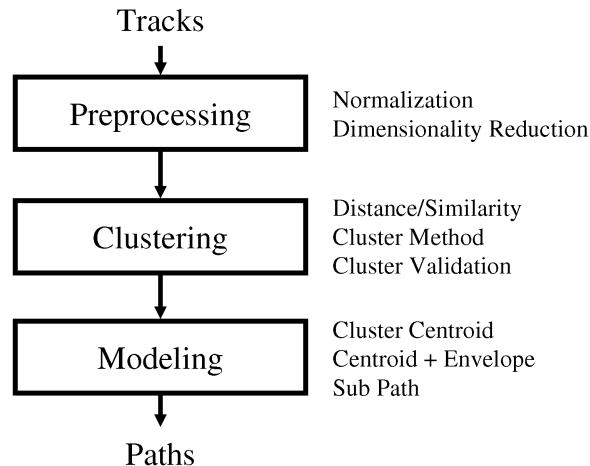 Tracks
Preprocessing
Normalization
Dimensionality Reduction
Clustering
Distance/Similarity
Cluster Method
Cluster Validation
Modeling
Cluster Centroid
Centroid + Envelope
Sub Path
Paths